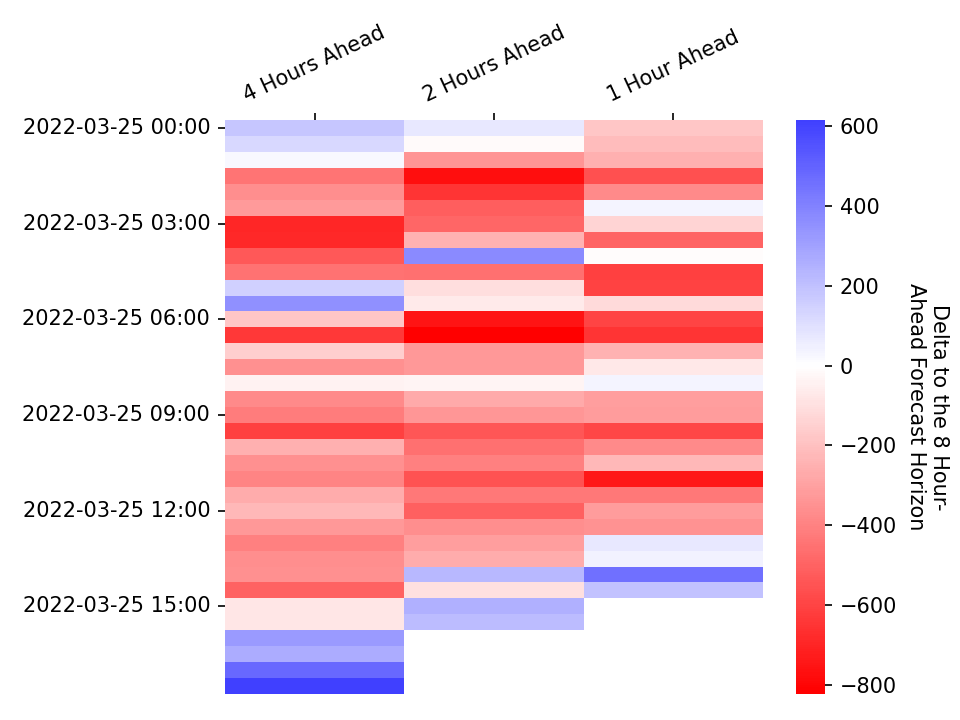 4 Hours Ahead
2 Hours Ahead
1 Hour Ahead
2022-03-25 00:00
2022-03-25 03:00
2022-03-25 06:00
2022-03-25 09:00
2022-03-25 12:00
2022-03-25 15:00
600
400
200
0
−200
−400
−600
−800
Delta to the 8 Hour-
Ahead Forecast Horizon